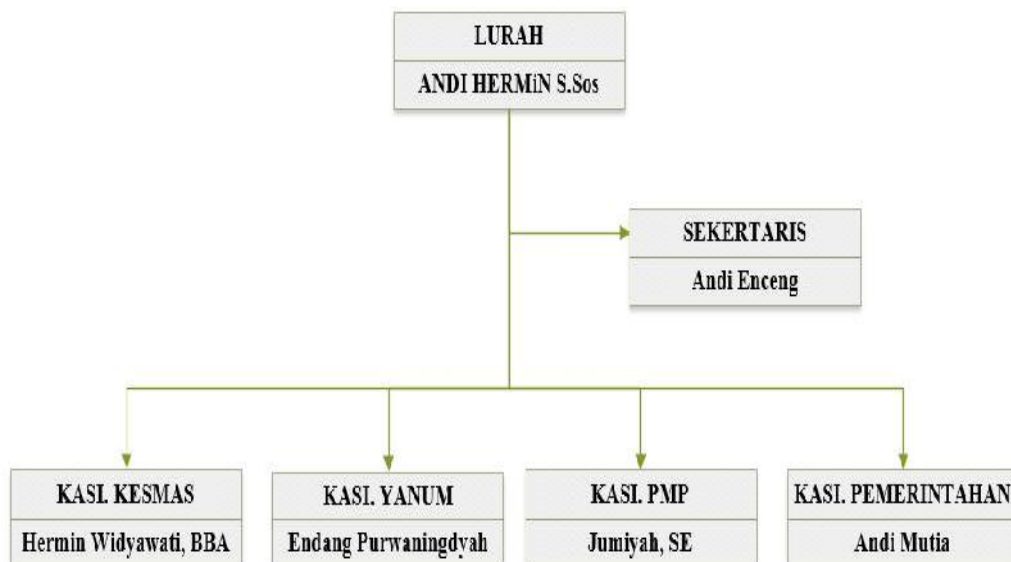 LURAH
ANDI HERMiN S.Sos
SEKERTARIS
Andi Enceng
KASI. KESMAS
Hermin Widyawati, BBA
KASI. YANUM
Endang Purwaningdyah
KASI. PMP
Jumiyah, SE
KASI. PEMERINTAHAN
Andi Mutia